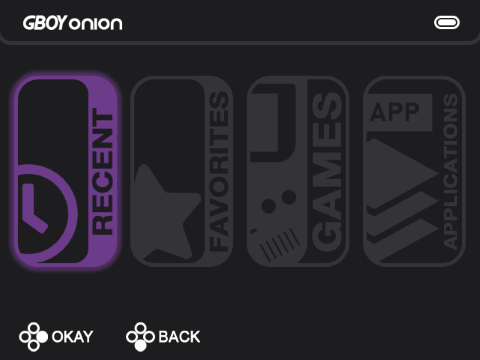 GBOY onion
RECENT
FAVORITES
GAMES
APP
APPLICATIONS
OKAY
BACK